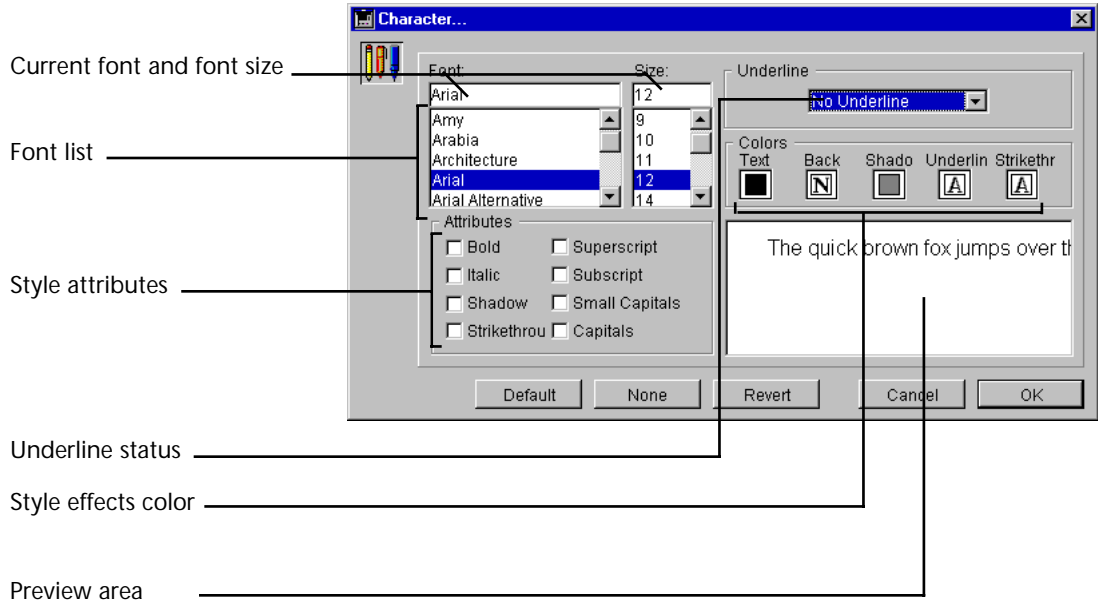 Character...
Current font and font size
Font:
Size:
Underline
Arial
12
No Underline
Font list
Amy
Arabia
Architecture
Arial
Arial Alternative
9
10
11
12
14
Colors
Text
Back
Shado
Underlin
Strikethr
N
A
A
Style attributes
Attributes
Bold
Superscript
Italic
Subscript
Shadow
Small Capitals
Strikethrou
Capitals
The quick brown fox jumps over th
Default
None
Revert
Cancel
OK
Underline status
Style effects color
Preview area